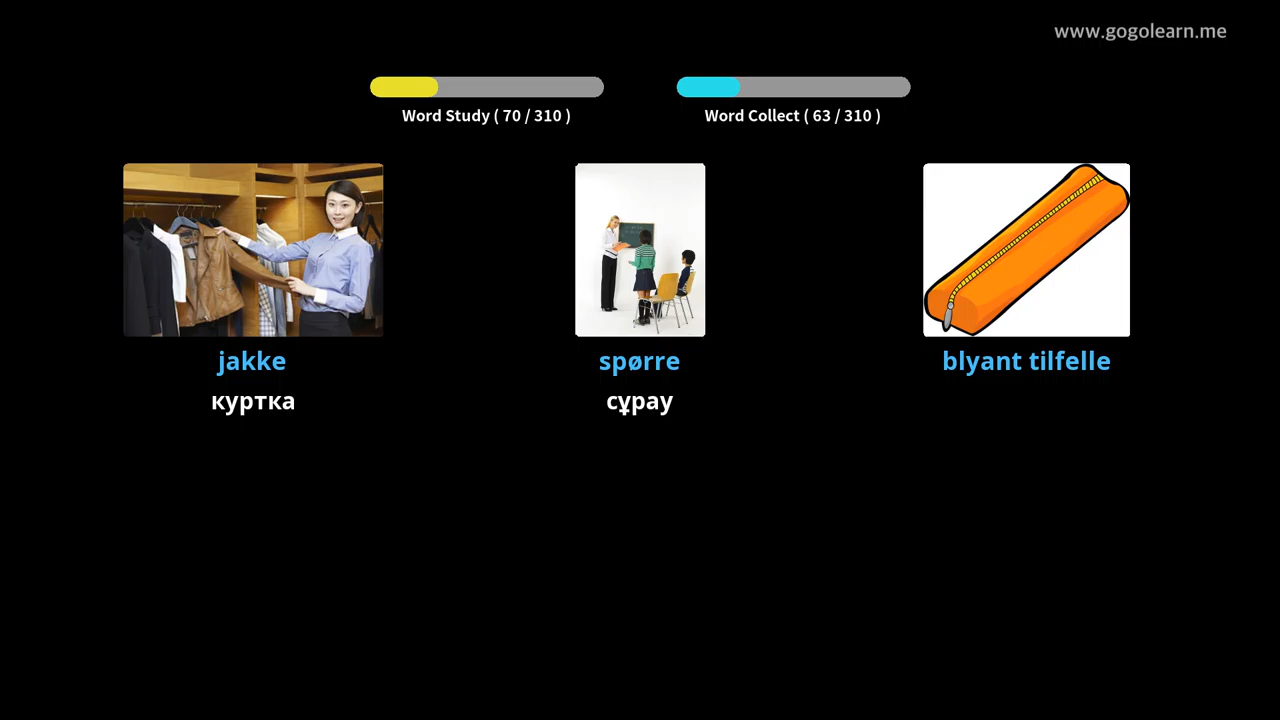 www.gogolearn.me
Word Study ( 70 / 310 )
Word Collect ( 63 / 310 )
jakke
spørre
blyant tilfelle
куртка
сұрау